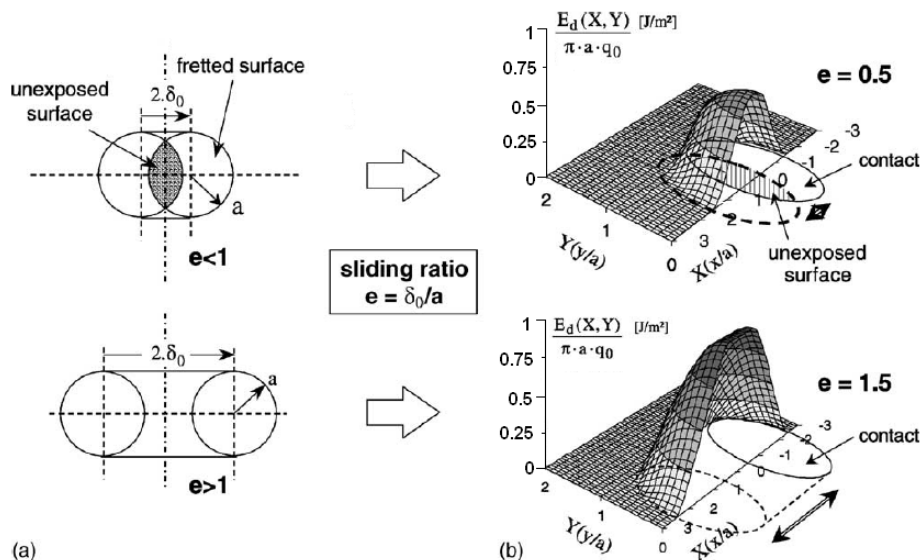 unexposed
surface
fretted surface
2.δ₀
a
e<1
sliding ratio
e = δ₀/a
2.δ₀
a
e>1
(a)
1
0.75
0.5
0.25
0
E_d(X,Y) [J/m²]
π·a·q₀
e = 0.5
-3
-2
-1
0
1
2
3
contact
unexposed
surface
2
1
0
Y(y/a)
X(x/a)
1
0.75
0.5
0.25
0
E_d(X,Y) [J/m²]
π·a·q₀
e = 1.5
-3
-2
-1
0
1
2
3
contact
2
1
0
Y(y/a)
X(x/a)
(b)